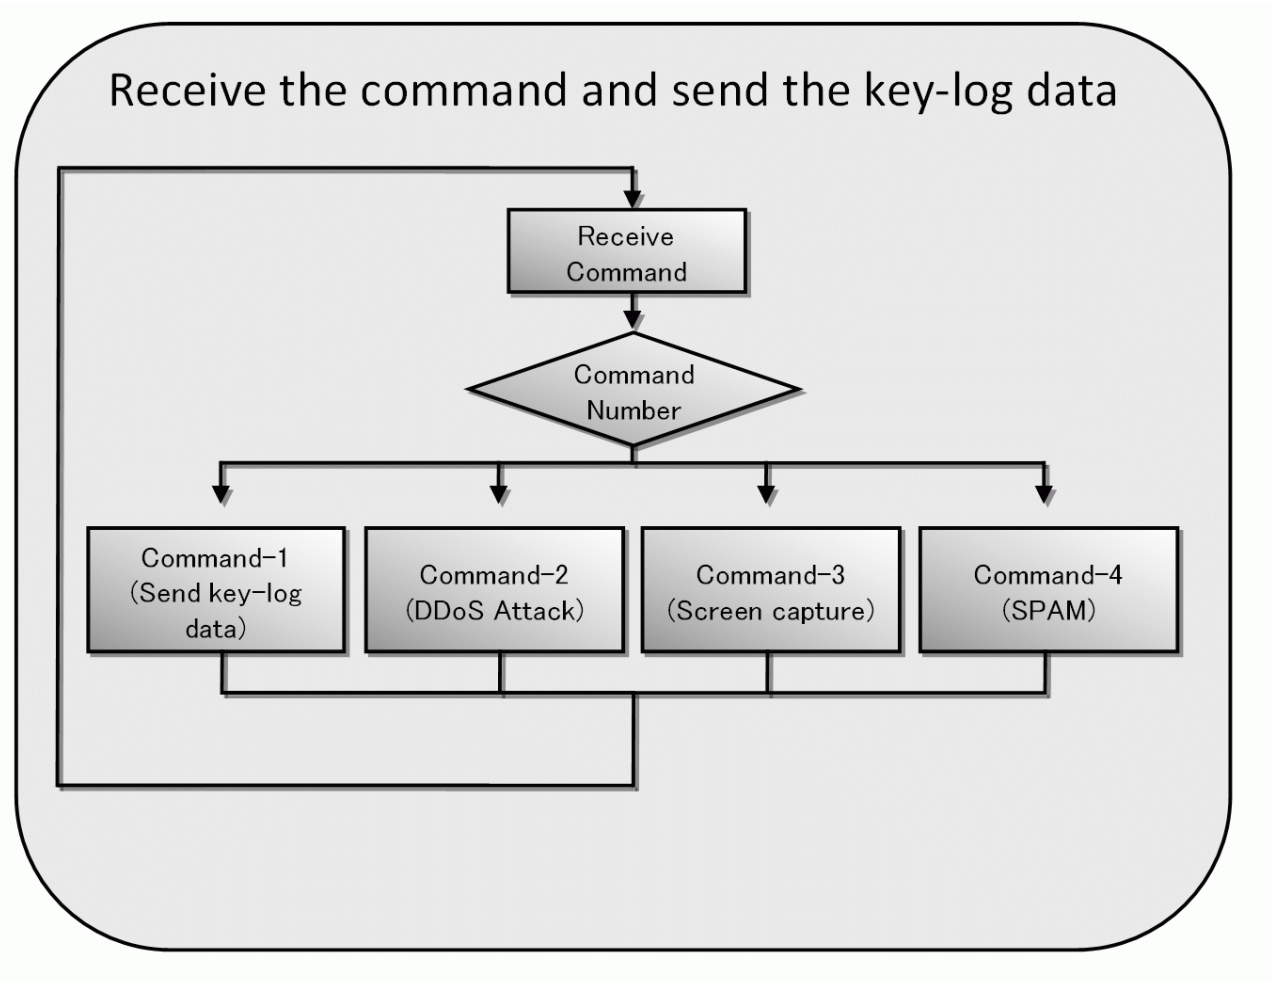 Receive the command and send the key-log data
Receive
Command
Command
Number
Command-1
(Send key-log
data)
Command-2
(DDoS Attack)
Command-3
(Screen capture)
Command-4
(SPAM)